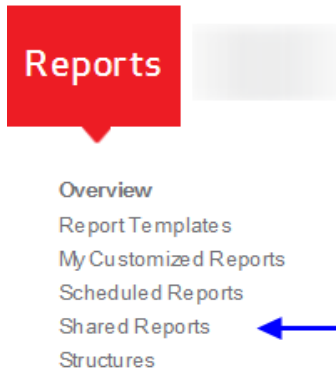 Reports
Overview
Report Templates
My Customized Reports
Scheduled Reports
Shared Reports
Structures